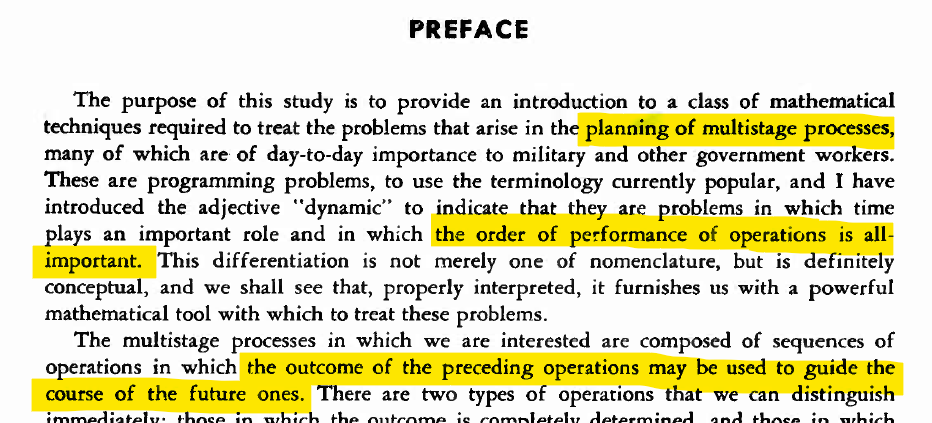 PREFACE
The purpose of this study is to provide an introduction to a class of mathematical
techniques required to treat the problems that arise in the planning of multistage processes,
many of which are of day-to-day importance to military and other government workers.
These are programming problems, to use the terminology currently popular, and I have
introduced the adjective "dynamic" to indicate that they are problems in which time
plays an important role and in which the order of performance of operations is all-
important. This differentiation is not merely one of nomenclature, but is definitely
conceptual, and we shall see that, properly interpreted, it furnishes us with a powerful
mathematical tool with which to treat these problems.
The multistage processes in which we are interested are composed of sequences of
operations in which the outcome of the preceding operations may be used to guide the
course of the future ones. There are two types of operations that we can distinguish
immediately: those in which the outcome is completely determined, and those in which